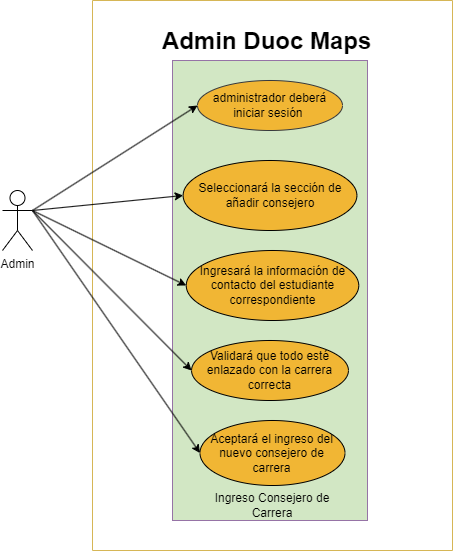 Admin Duoc Maps
administrador deberá
iniciar sesión
Seleccionará la sección de
añadir consejero
Admin
Ingresará la información de
contacto del estudiante
correspondiente
Validará que todo esté
enlazado con la carrera
correcta
Aceptará el ingreso del
nuevo consejero de
carrera
Ingreso Consejero de
Carrera